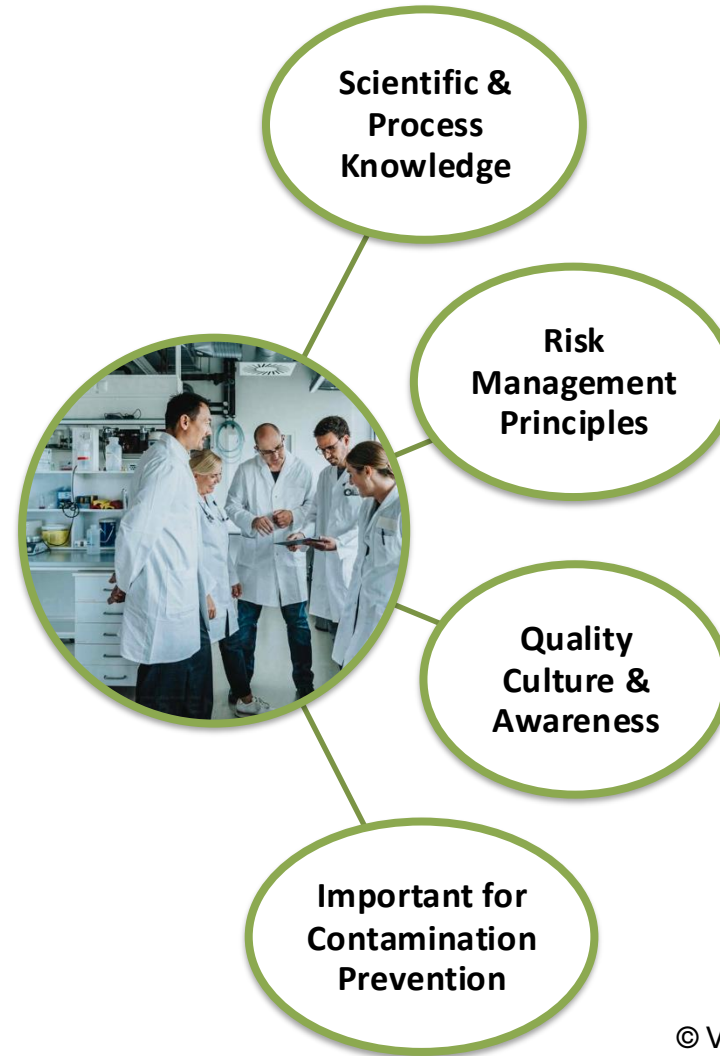 Scientific &
Process
Knowledge
Risk
Management
Principles
Quality
Culture &
Awareness
Important for
Contamination
Prevention
© V